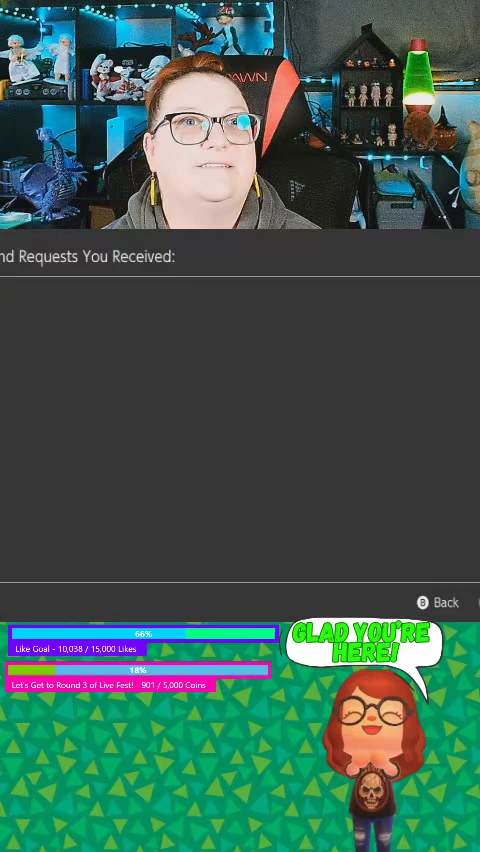 AWN
nd Requests You Received:
B Back
66%
Like Goal - 10,038 / 15,000 Likes
18%
Let's Get to Round 3 of Live Fest! - 901 / 5,000 Coins
GLAD YOU'RE
HERE!